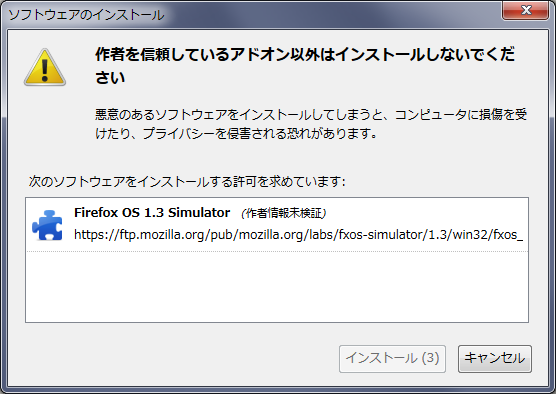 ソフトウェアのインストール
作者を信頼しているアドオン以外はインストールしないでくだ
さい
悪意のあるソフトウェアをインストールしてしまうと、コンピュータに損傷を受
けたり、プライバシーを侵害される恐れがあります。
次のソフトウェアをインストールする許可を求めています:
Firefox OS 1.3 Simulator (作者情報未検証)
https://ftp.mozilla.org/pub/mozilla.org/labs/fxos-simulator/1.3/win32/fxos_
インストール (3) キャンセル